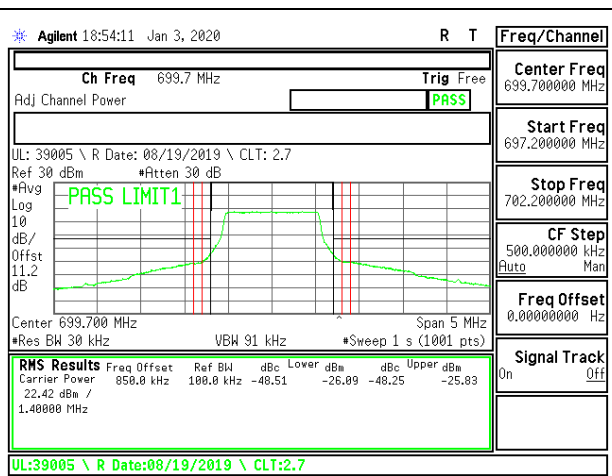 Agilent 18:54:11 Jan 3, 2020 R T Freq/Channel
Ch Freq 699.7 MHz Trig Free
Adj Channel Power PASS
Center Freq
699.700000 MHz
Start Freq
697.200000 MHz
Stop Freq
702.200000 MHz
CF Step
500.000000 kHz
Auto Man
Freq Offset
0.00000000 Hz
Signal Track
On Off
UL: 39005 \ R Date: 08/19/2019 \ CLT: 2.7
Ref 30 dBm #Atten 30 dB
#Avg
Log
10
dB/
Offst
11.2
dB
PASS LIMIT1
Center 699.700 MHz Span 5 MHz
#Res BW 30 kHz VBW 91 kHz #Sweep 1 s (1001 pts)
RMS Results Freq Offset Ref BW dBc Lower dBm dBc Upper dBm
Carrier Power 850.0 kHz 100.0 kHz -48.51 -26.09 -48.25 -25.83
22.42 dBm /
1.40000 MHz
UL:39005 \ R Date:08/19/2019 \ CLT:2.7